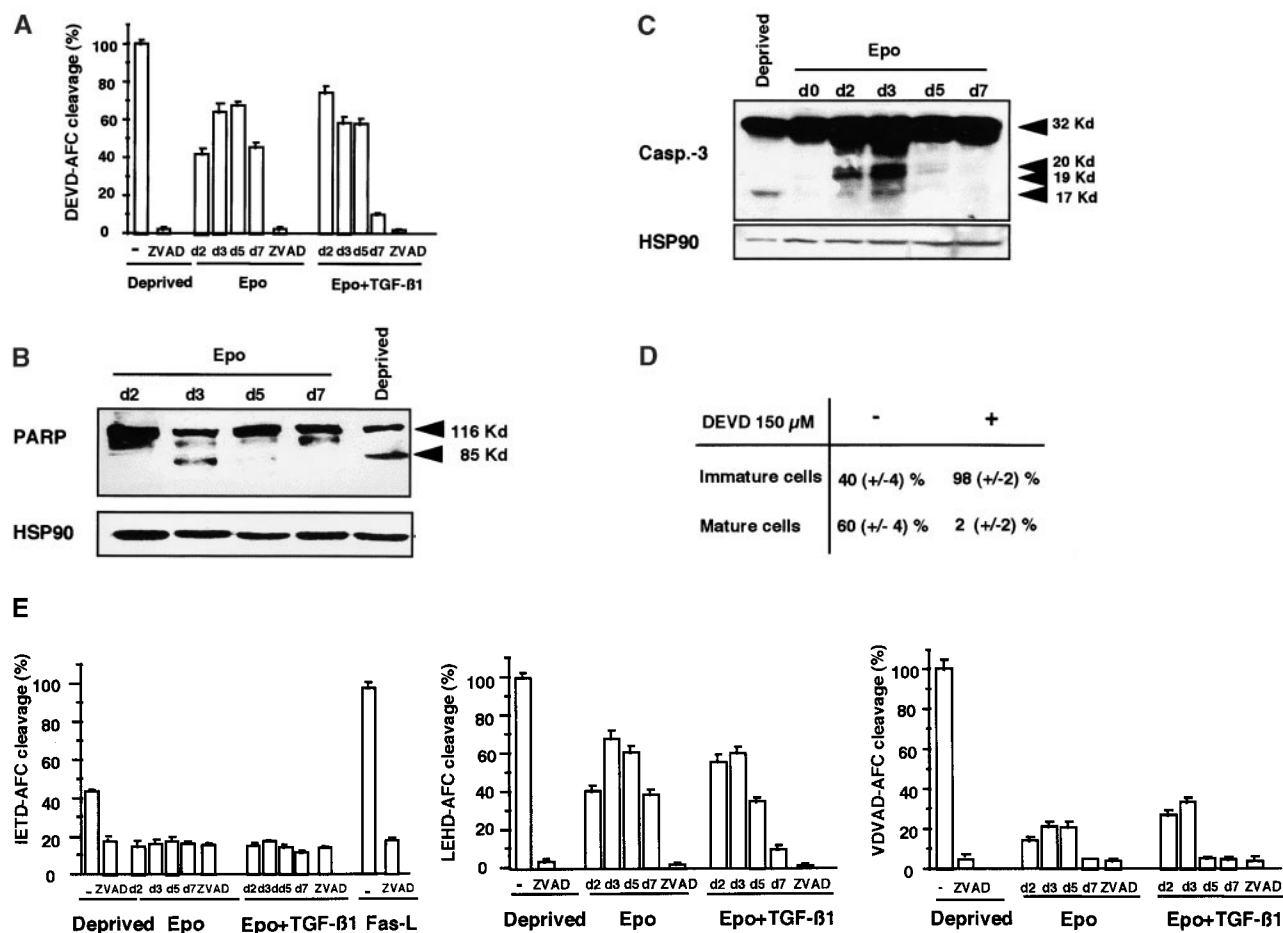 A
DEVD-AFC cleavage (%)
100
80
60
40
20
0
- ZVAD d2 d3 d5 d7 ZVAD d2 d3 d5 d7 ZVAD
Deprived Epo Epo+TGF-ß1
B
Epo
Deprived
d2 d3 d5 d7
PARP
116 Kd
85 Kd
HSP90
C
Deprived
Epo
d0 d2 d3 d5 d7
Casp.-3
32 Kd
20 Kd
19 Kd
17 Kd
HSP90
D
DEVD 150 µM - +
Immature cells 40 (+/-4) % 98 (+/-2) %
Mature cells 60 (+/- 4) % 2 (+/-2) %
E
IETD-AFC cleavage (%)
100
80
60
40
20
0
- ZVAD d2 d3 d5 d7 ZVAD d2 d3 dd5 d7 ZVAD - ZVAD
Deprived Epo Epo+TGF-ß1 Fas-L
LEHD-AFC cleavage (%)
100
80
60
40
20
0
- ZVAD d2 d3 d5 d7 ZVAD d2 d3 d5 d7 ZVAD
Deprived Epo Epo+TGF-ß1
VDVAD-AFC cleavage (%)
100
80
60
40
20
0
- ZVAD d2 d3 d5 d7 ZVAD d2 d3 d5 d7 ZVAD
Deprived Epo Epo+TGF-ß1